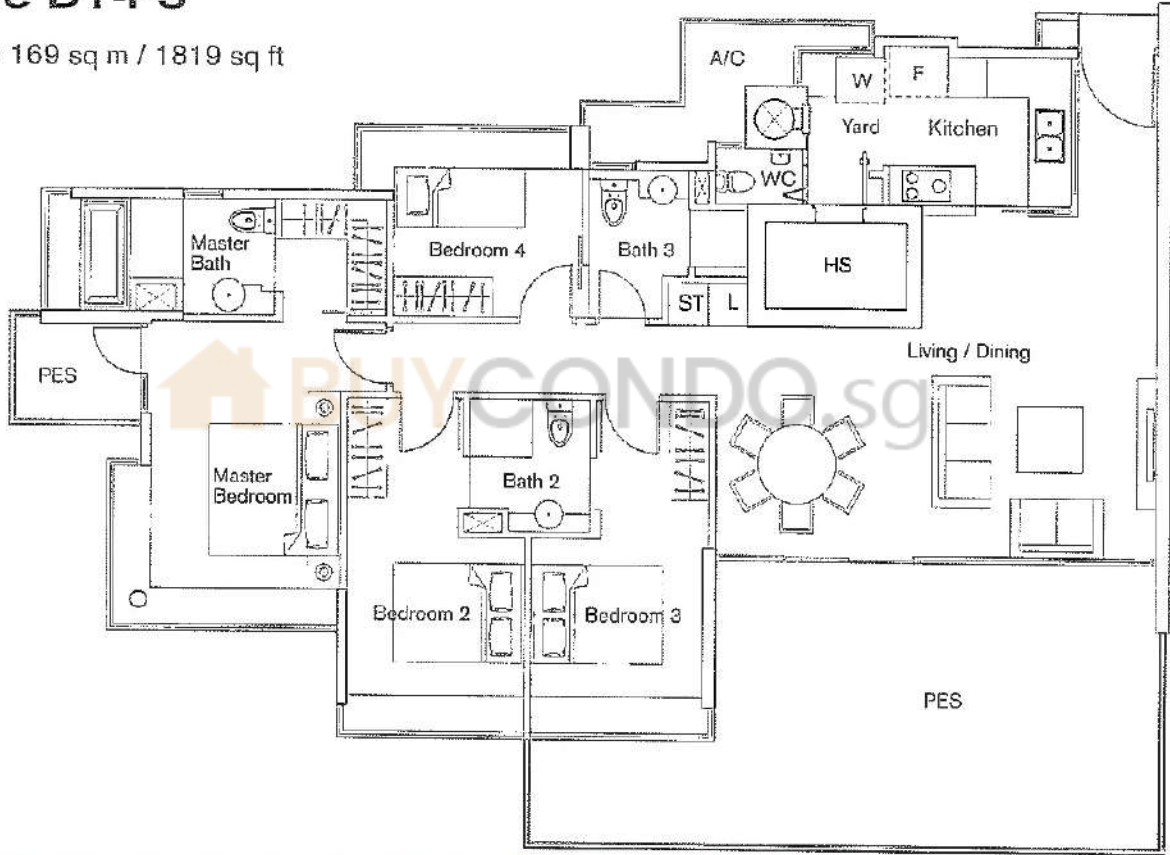 169 sq m / 1819 sq ft
A/C
W
F
Yard
Kitchen
WC
Master
Bath
Bedroom 4
Bath 3
HS
ST
L
Living / Dining
PES
BUYCONDO.sg
Master
Bedroom
Bath 2
Bedroom 2
Bedroom 3
PES